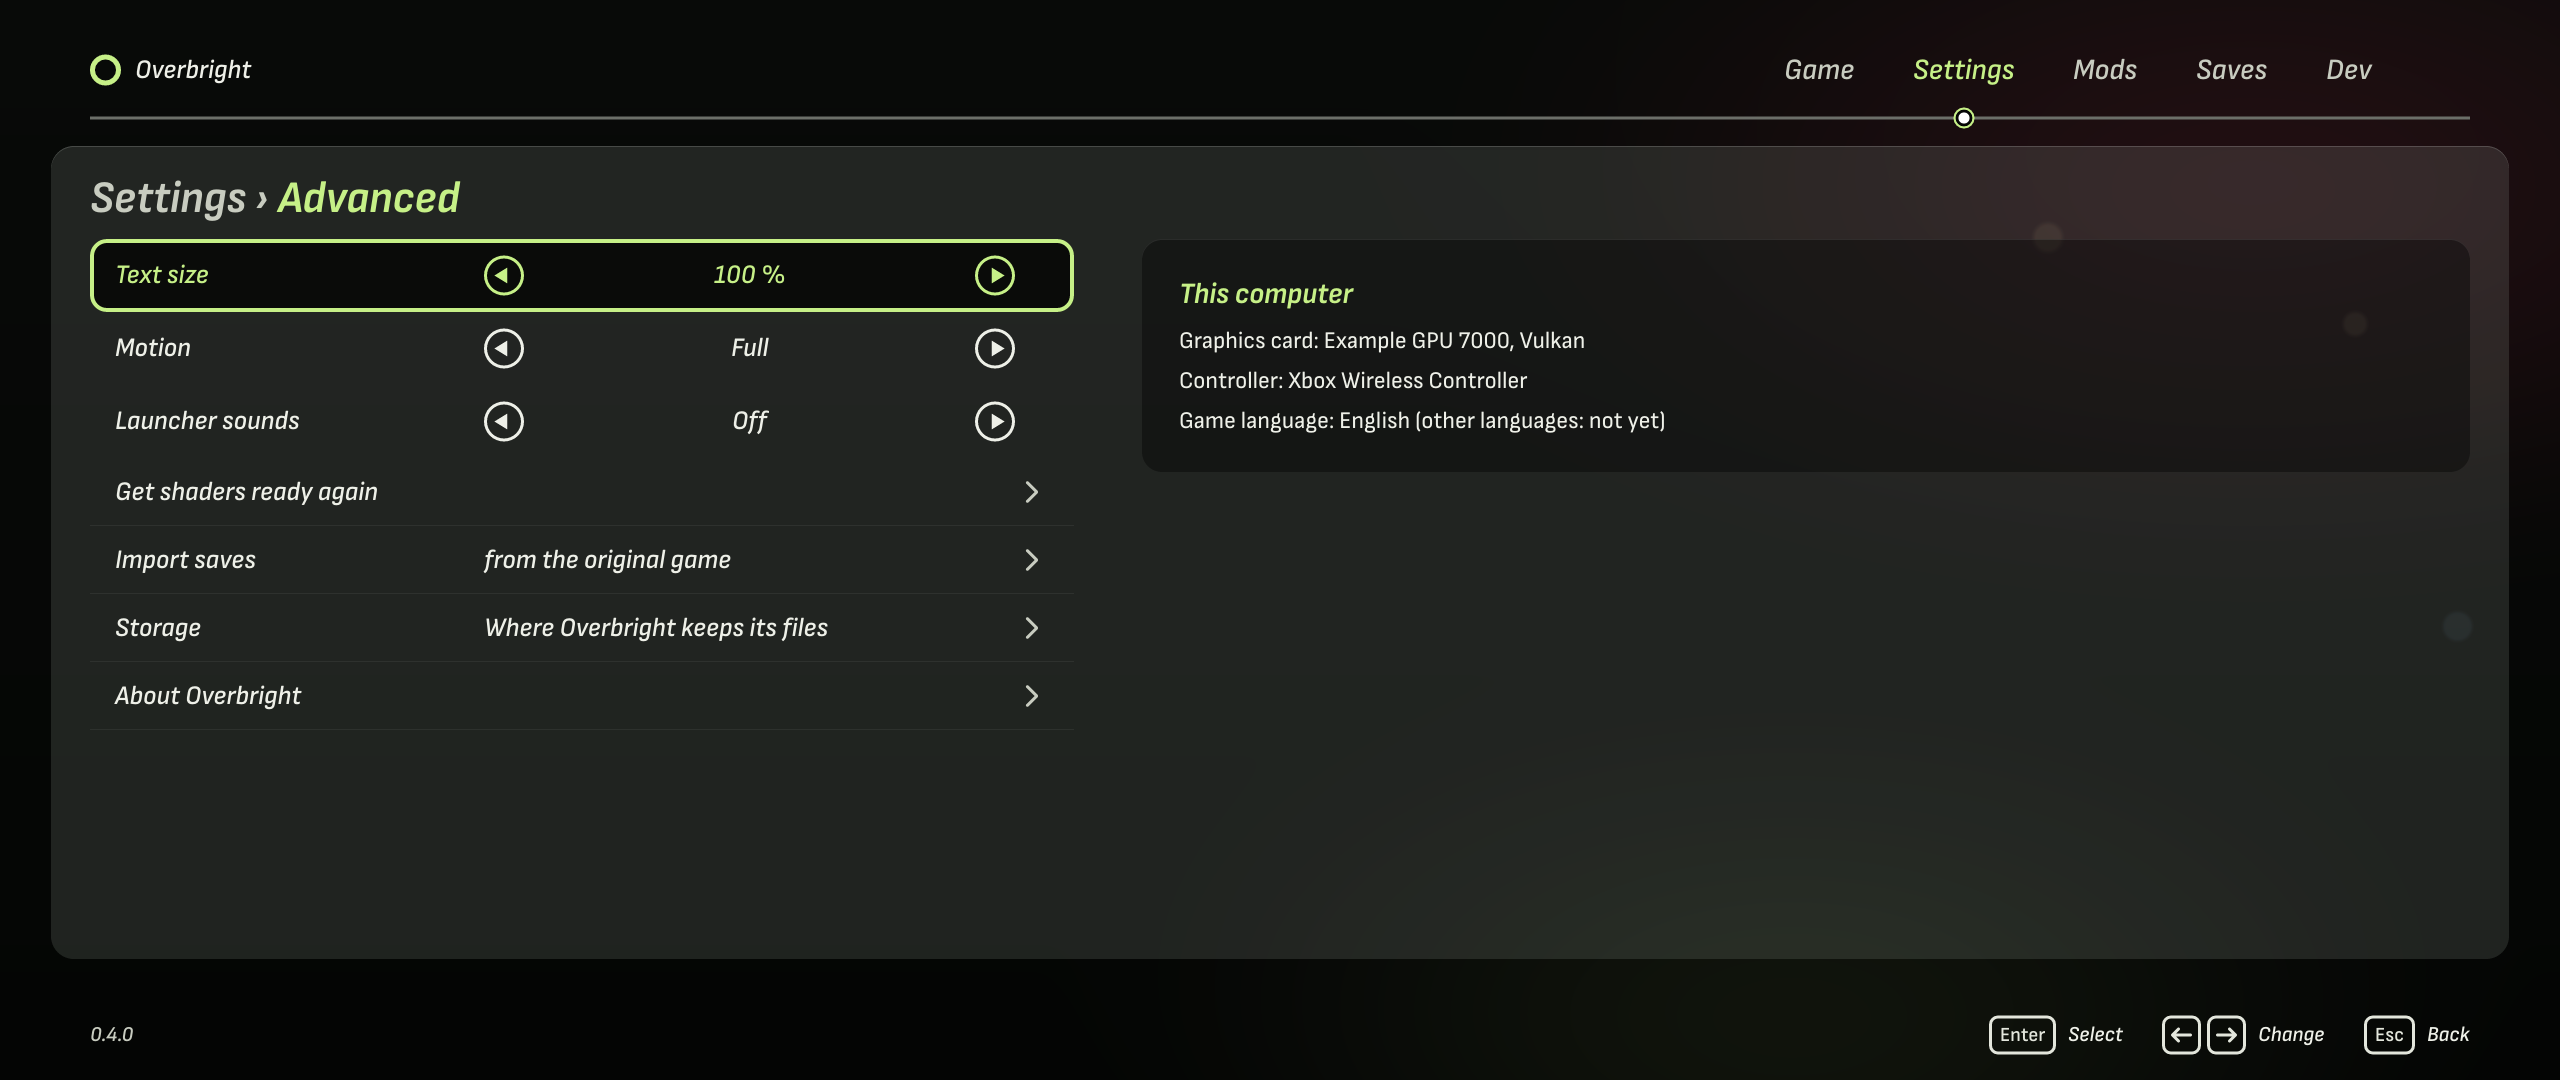 Overbright
Game Settings Mods Saves Dev
Settings › Advanced
Text size 100 %
Motion Full
Launcher sounds Off
Get shaders ready again
Import saves from the original game
Storage Where Overbright keeps its files
About Overbright
This computer
Graphics card: Example GPU 7000, Vulkan
Controller: Xbox Wireless Controller
Game language: English (other languages: not yet)
0.4.0
Enter Select ← → Change Esc Back